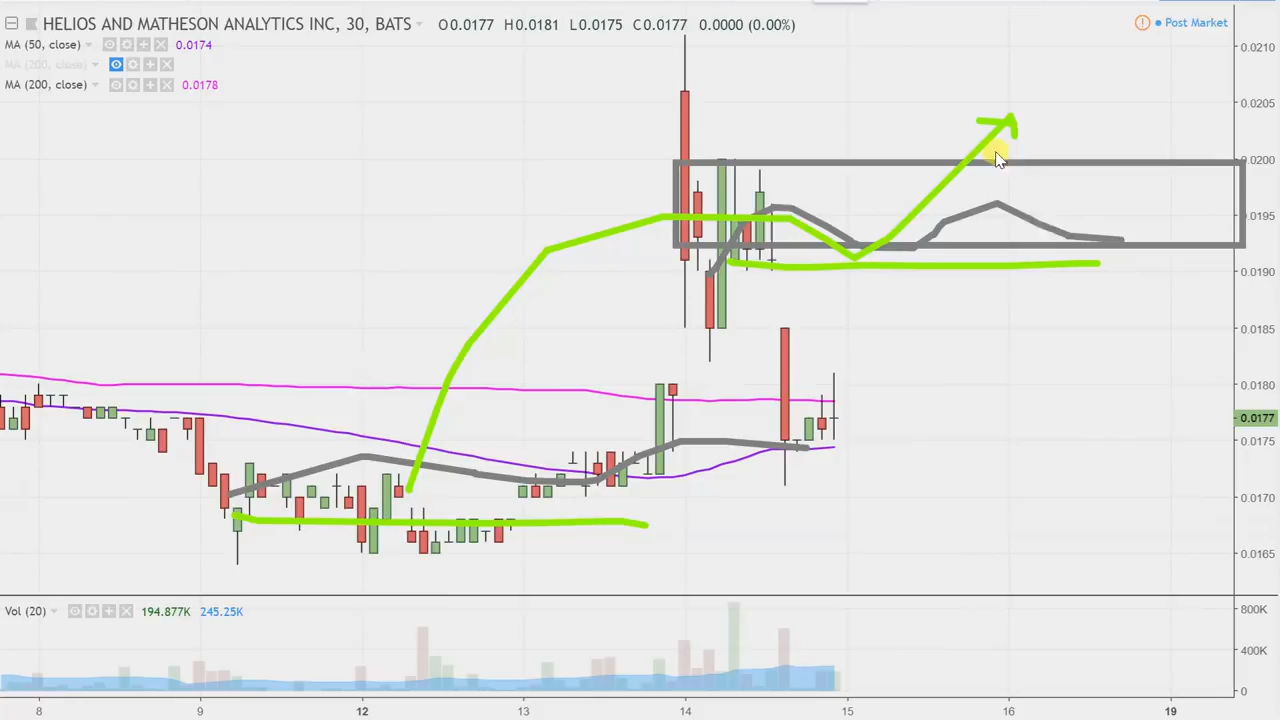 HELIOS AND MATHESON ANALYTICS INC, 30, BATS O0.0177 H0.0181 L0.0175 C0.0177 0.0000 (0.00%)
Post Market
MA (50, close) 0.0174
MA (200, close)
MA (200, close) 0.0178
0.0210
0.0205
0.0200
0.0195
0.0190
0.0180
0.0177
0.0175
0.0170
0.0165
Vol (20) 194.877K 245.25K
800K
400K
0
8 9 12 13 14 15 16 19